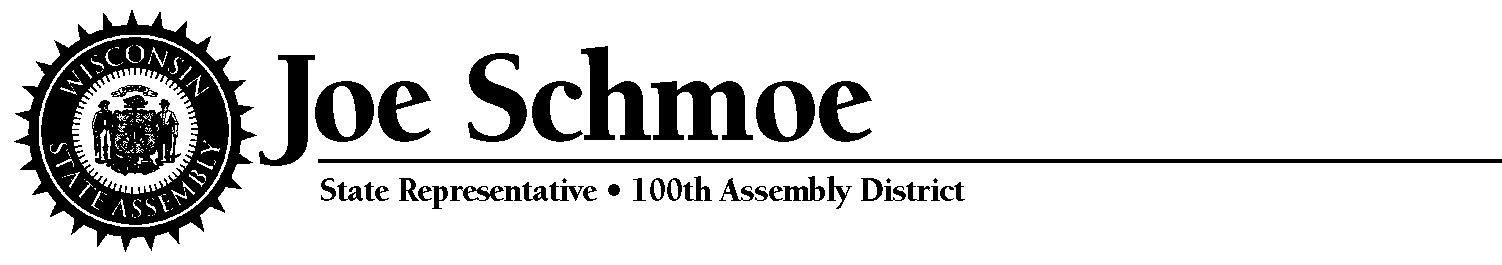 WISCONSIN
STATE ASSEMBLY
Joe Schmoe
State Representative • 100th Assembly District